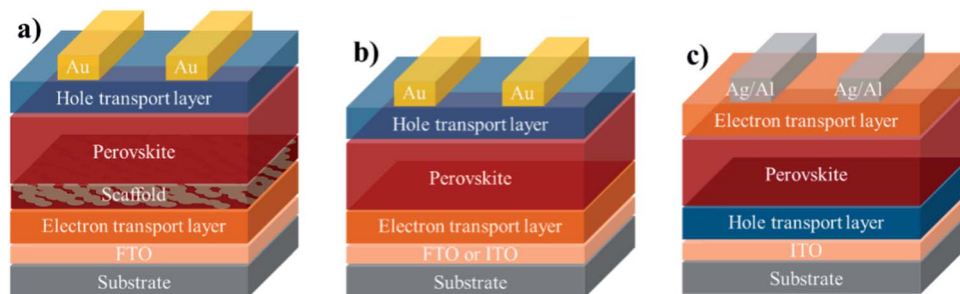 a)
Au Au
Hole transport layer
Perovskite
Scaffold
Electron transport layer
FTO
Substrate
b)
Au Au
Hole transport layer
Perovskite
Electron transport layer
FTO or ITO
Substrate
c)
Ag/Al Ag/Al
Electron transport layer
Perovskite
Hole transport layer
ITO
Substrate